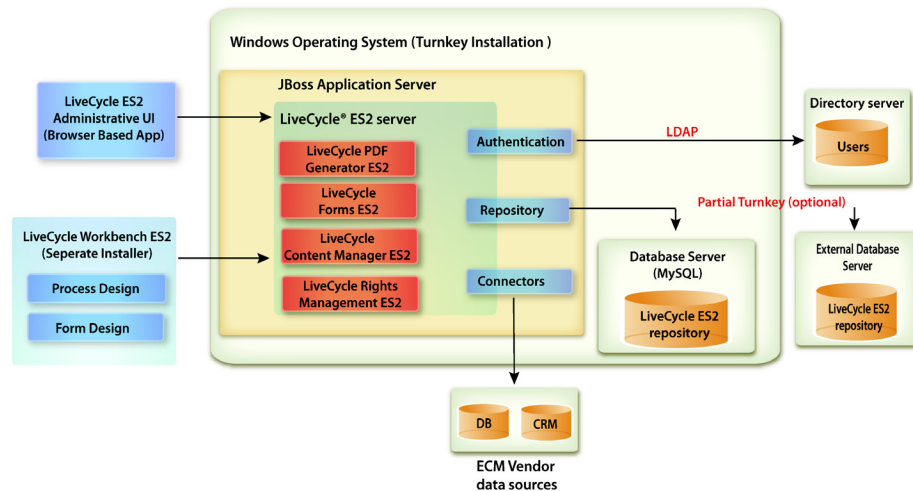 Windows Operating System (Turnkey Installation )
JBoss Application Server
LiveCycle ES2
Administrative UI
(Browser Based App)
LiveCycle® ES2 server
LiveCycle PDF
Generator ES2
LiveCycle
Forms ES2
LiveCycle
Content Manager ES2
LiveCycle Rights
Management ES2
Authentication
Repository
Connectors
LDAP
Directory server
Users
Partial Turnkey (optional)
LiveCycle Workbench ES2
(Seperate Installer)
Process Design
Form Design
Database Server
(MySQL)
LiveCycle ES2
repository
External Database
Server
LiveCycle ES2
repository
DB
CRM
ECM Vendor
data sources